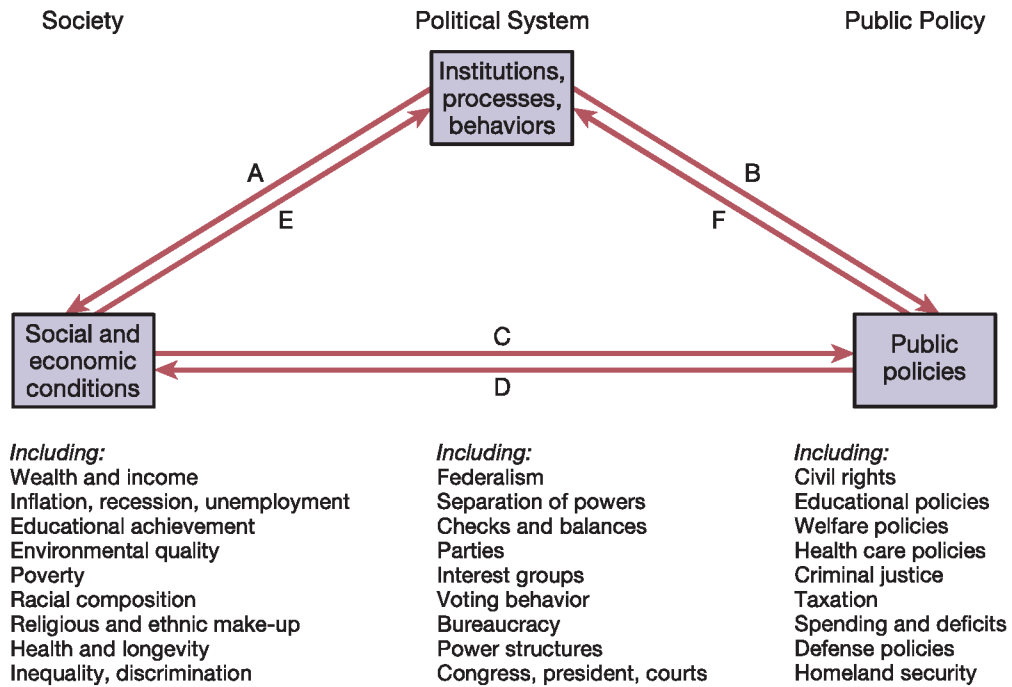 Society
Political System
Public Policy
Institutions,
processes,
behaviors
A
B
E
F
Social and
economic
conditions
C
D
Public
policies
Including:
Wealth and income
Inflation, recession, unemployment
Educational achievement
Environmental quality
Poverty
Racial composition
Religious and ethnic make-up
Health and longevity
Inequality, discrimination
Including:
Federalism
Separation of powers
Checks and balances
Parties
Interest groups
Voting behavior
Bureaucracy
Power structures
Congress, president, courts
Including:
Civil rights
Educational policies
Welfare policies
Health care policies
Criminal justice
Taxation
Spending and deficits
Defense policies
Homeland security